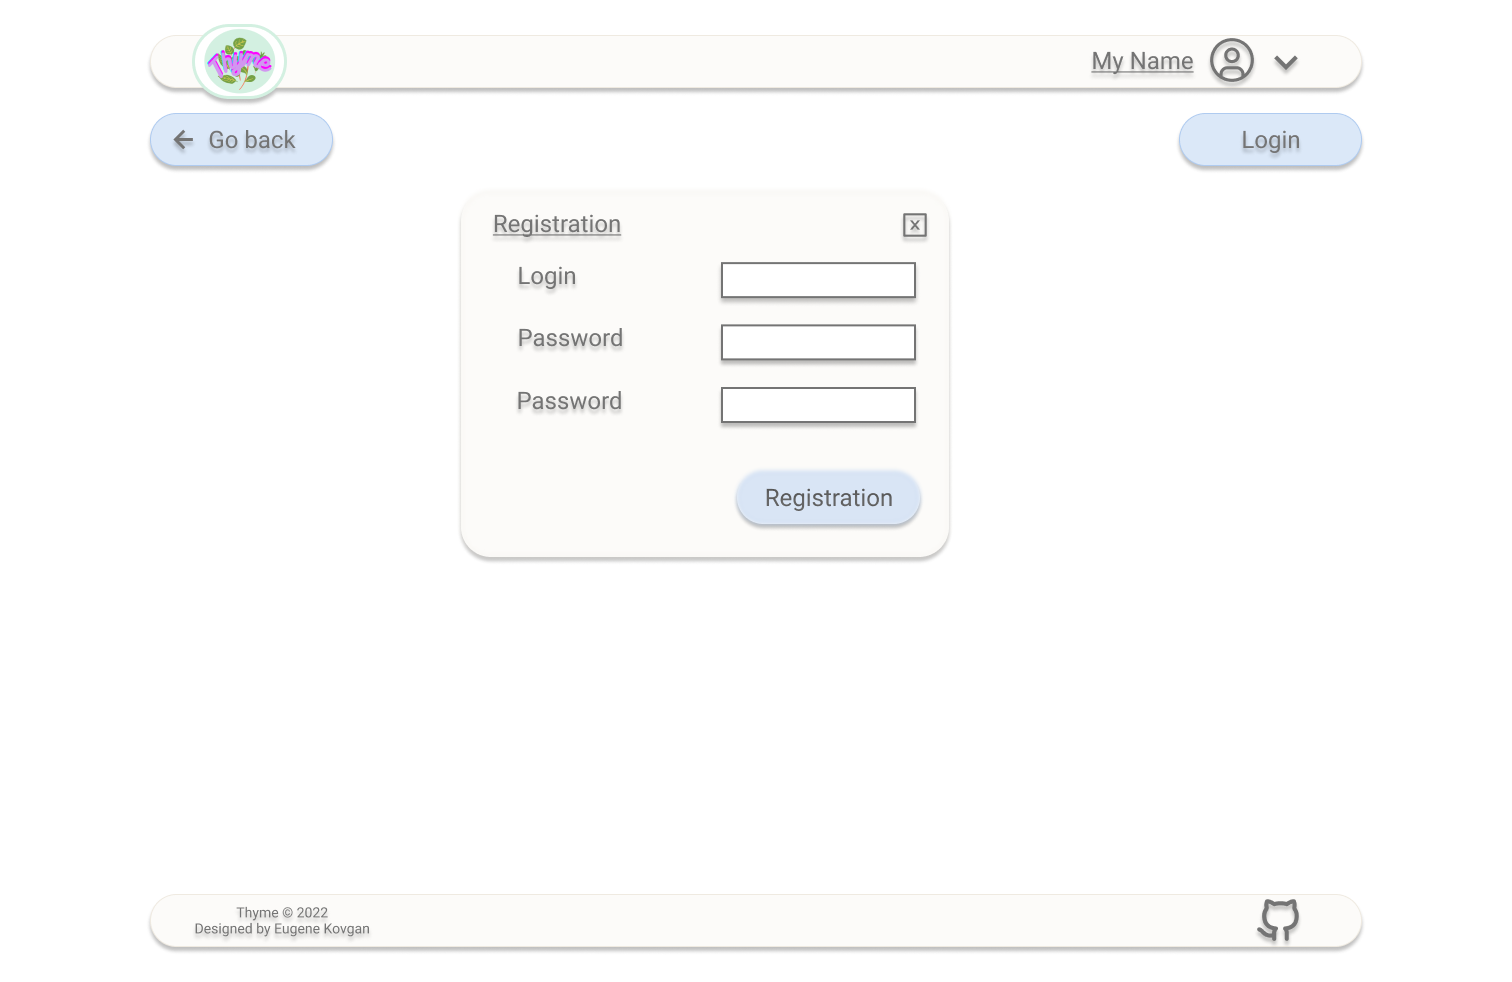 Thyme
My Name
Go back
Login
Registration
x
Login
Password
Password
Registration
Thyme © 2022
Designed by Eugene Kovgan